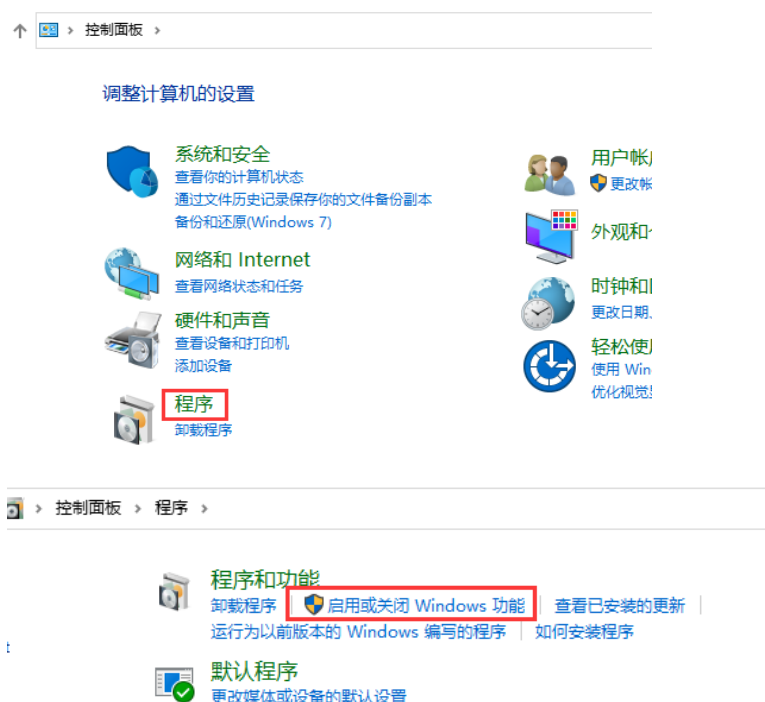 控制面板
调整计算机的设置
系统和安全
查看你的计算机状态
通过文件历史记录保存你的文件备份副本
备份和还原(Windows 7)
网络和 Internet
查看网络状态和任务
硬件和声音
查看设备和打印机
添加设备
程序
卸载程序
用户帐
更改帐
外观和
时钟和
更改日期、
轻松使
使用 Win
优化视觉
控制面板 > 程序 >
程序和功能
卸载程序 启用或关闭 Windows 功能 查看已安装的更新
运行为以前版本的 Windows 编写的程序 如何安装程序
t
默认程序
更改媒体或设备的默认设置